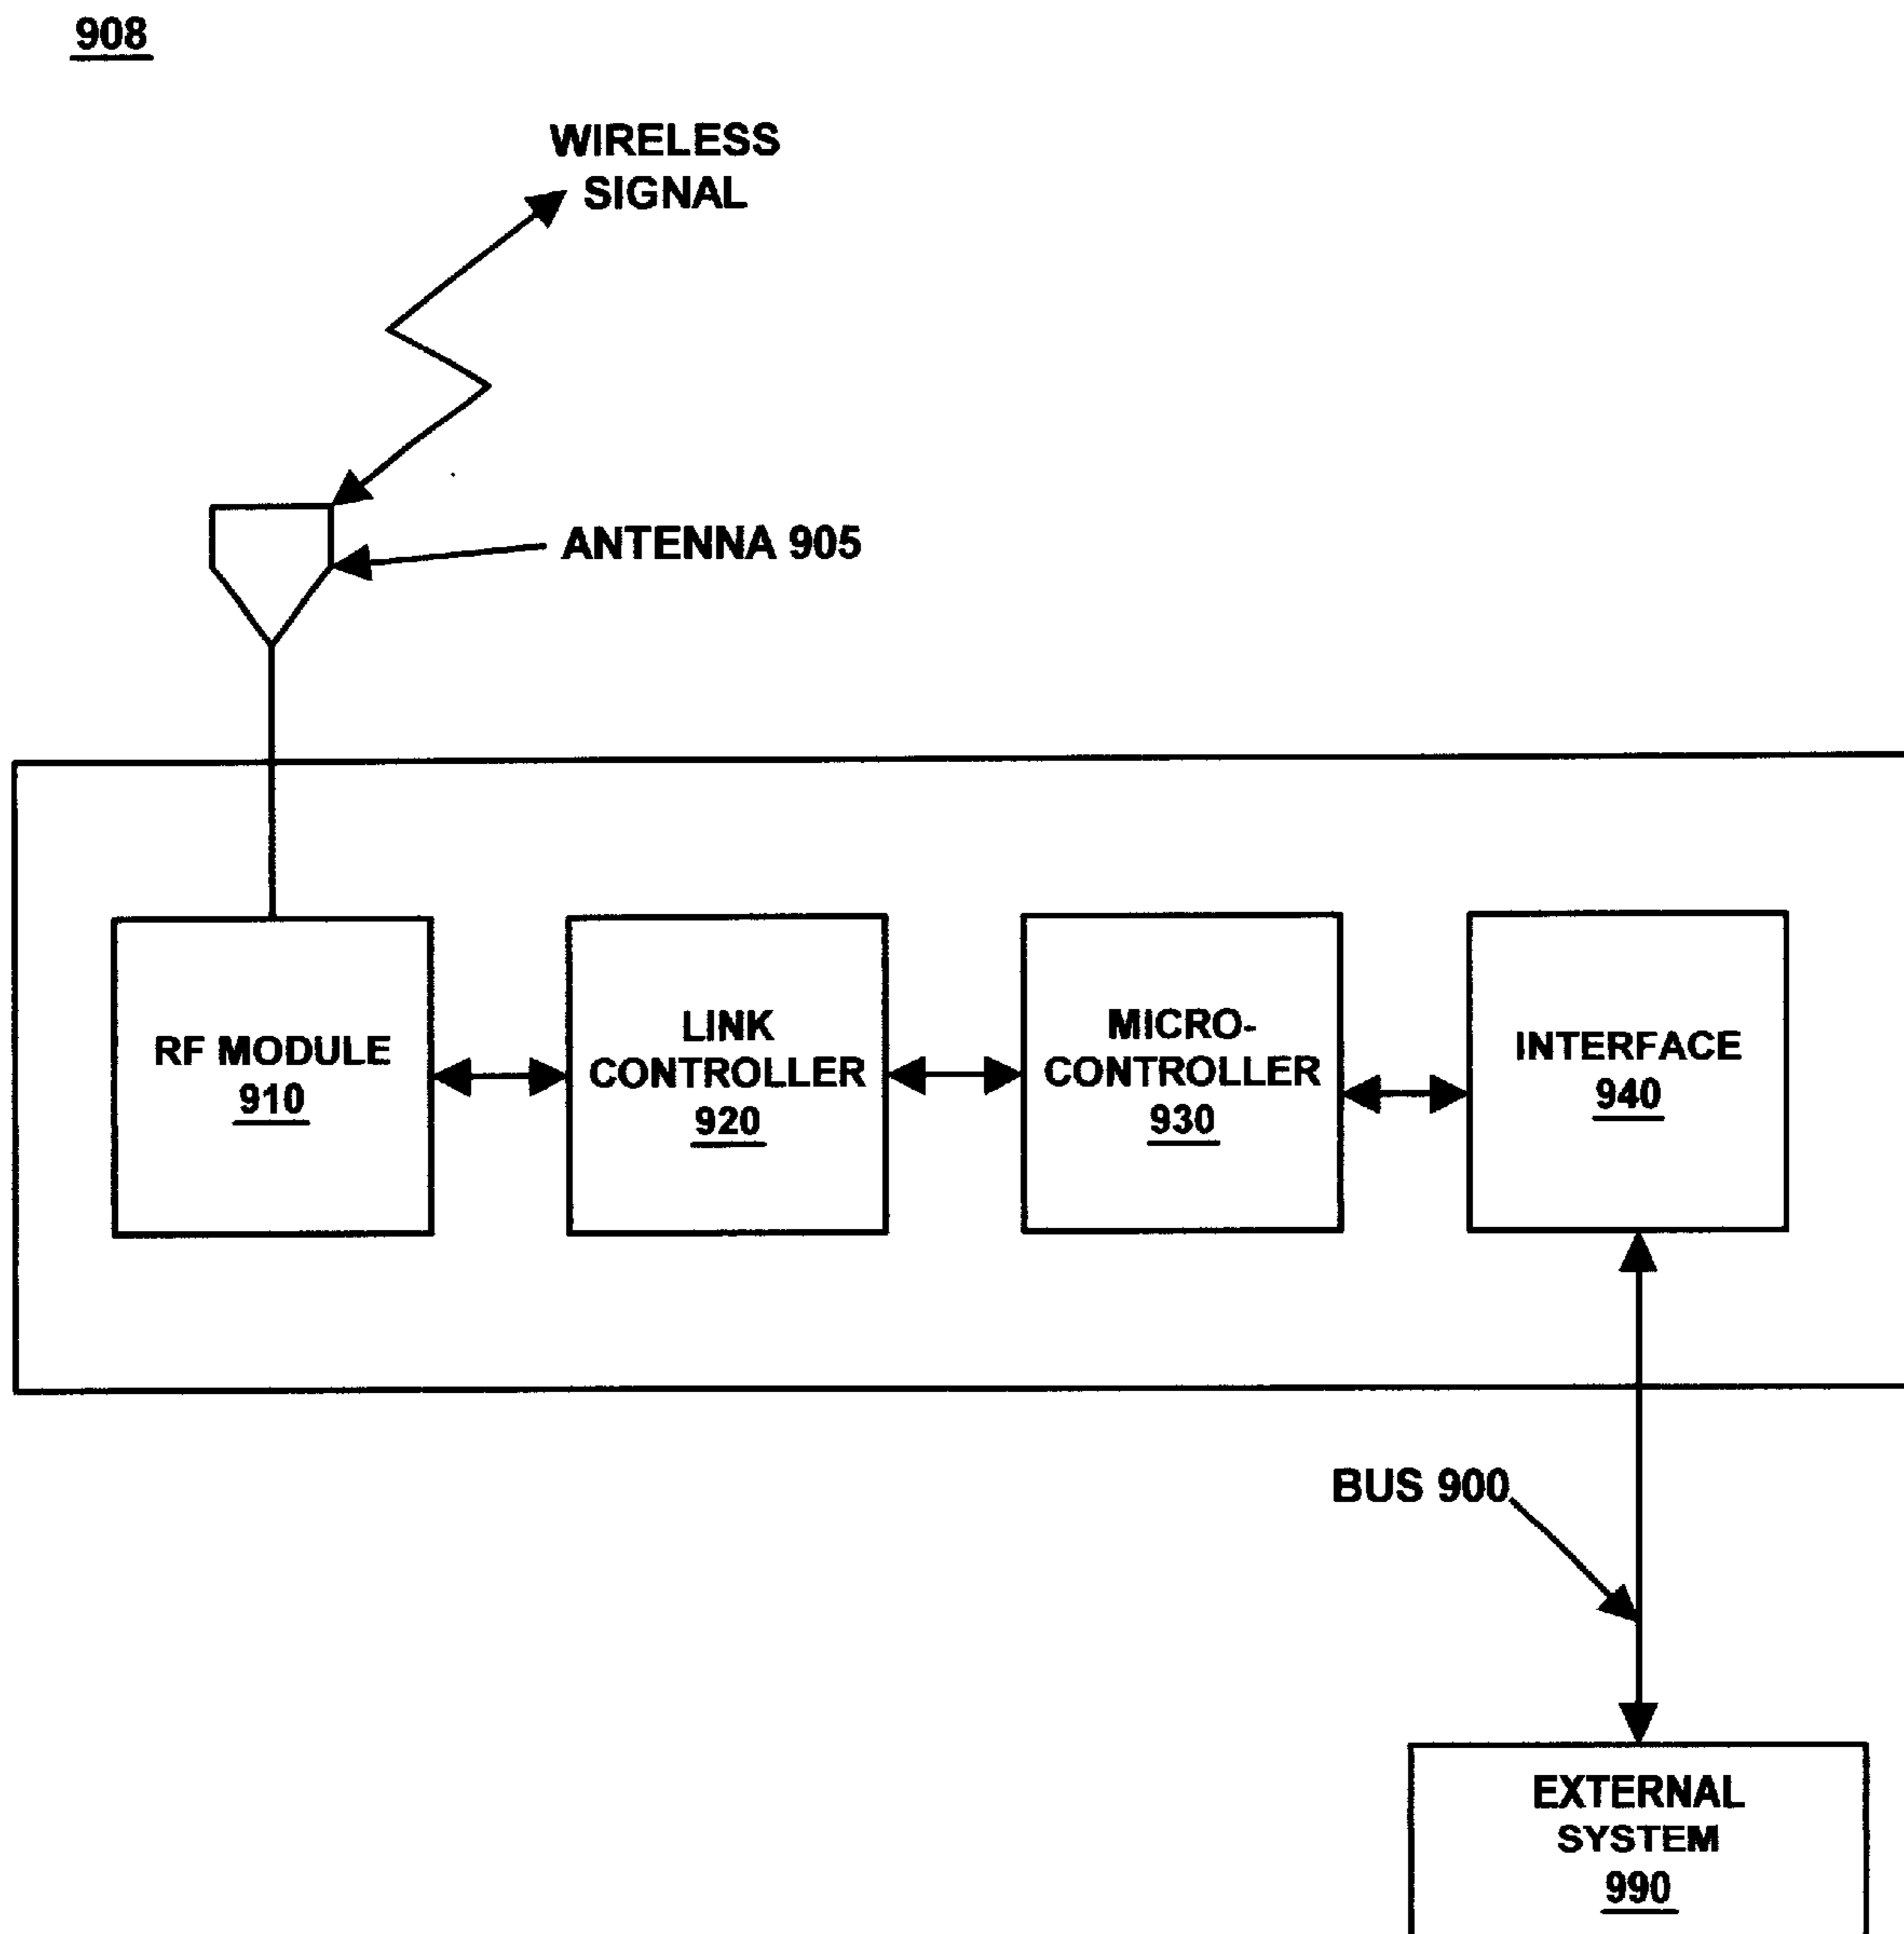 908
WIRELESS
SIGNAL
ANTENNA 905
RF MODULE
910
LINK
CONTROLLER
920
MICRO-
CONTROLLER
930
INTERFACE
940
BUS 900
EXTERNAL
SYSTEM
990